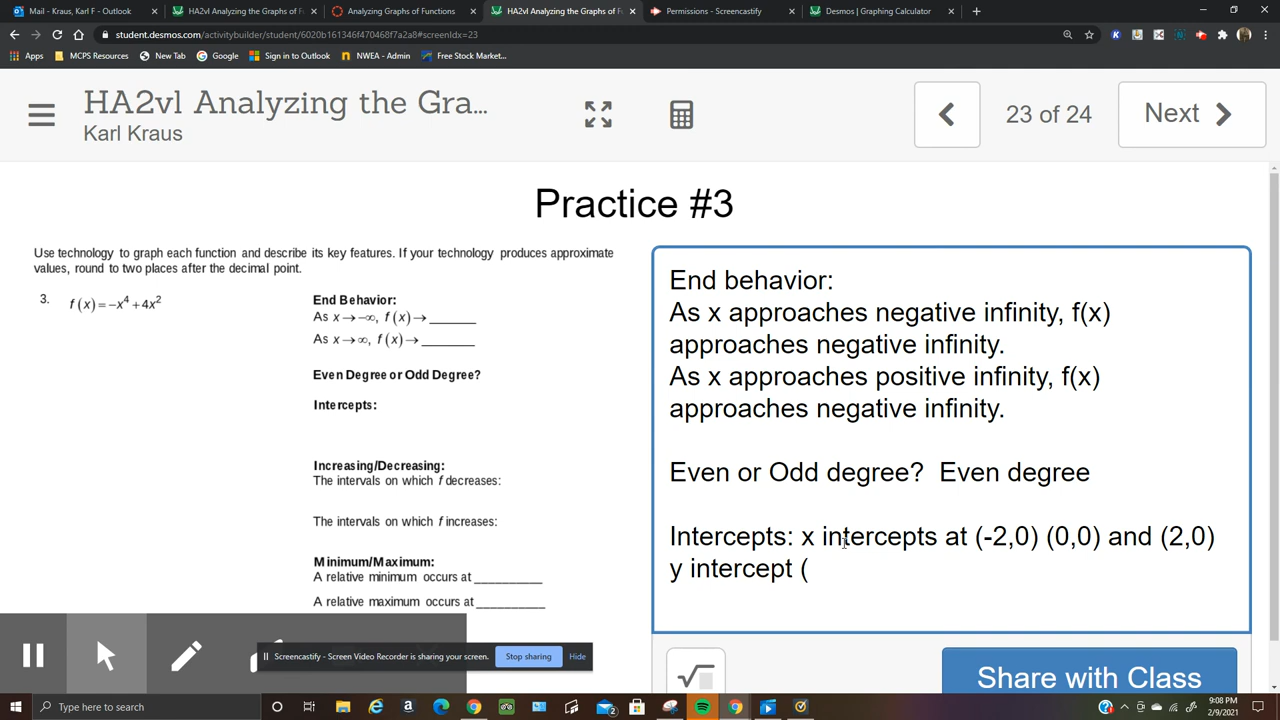 Mail - Kraus, Karl F - Outlook
HA2vl Analyzing the Graphs of F
Analyzing Graphs of Functions
HA2vl Analyzing the Graphs of F
Permissions - Screencastify
Desmos | Graphing Calculator
student.desmos.com/activitybuilder/student/6020b161346f470468f7a2a8#screenIdx=23
Apps MCPS Resources New Tab Google Sign in to Outlook NWEA - Admin Free Stock Market...
HA2vl Analyzing the Gra...
Karl Kraus
23 of 24
Next
Practice #3
Use technology to graph each function and describe its key features. If your technology produces approximate
values, round to two places after the decimal point.
3. f(x)=−x⁴+4x²
End Behavior:
As x→−∞, f(x)→______
As x→∞, f(x)→______
Even Degree or Odd Degree?
Intercepts:
Increasing/Decreasing:
The intervals on which f decreases:
The intervals on which f increases:
Minimum/Maximum:
A relative minimum occurs at __________
A relative maximum occurs at __________
End behavior:
As x approaches negative infinity, f(x)
approaches negative infinity.
As x approaches positive infinity, f(x)
approaches negative infinity.
Even or Odd degree? Even degree
Intercepts: x intercepts at (-2,0) (0,0) and (2,0)
y intercept (
Share with Class
Screencastify - Screen Video Recorder is sharing your screen.
Stop sharing
Hide
Type here to search
9:08 PM
2/9/2021